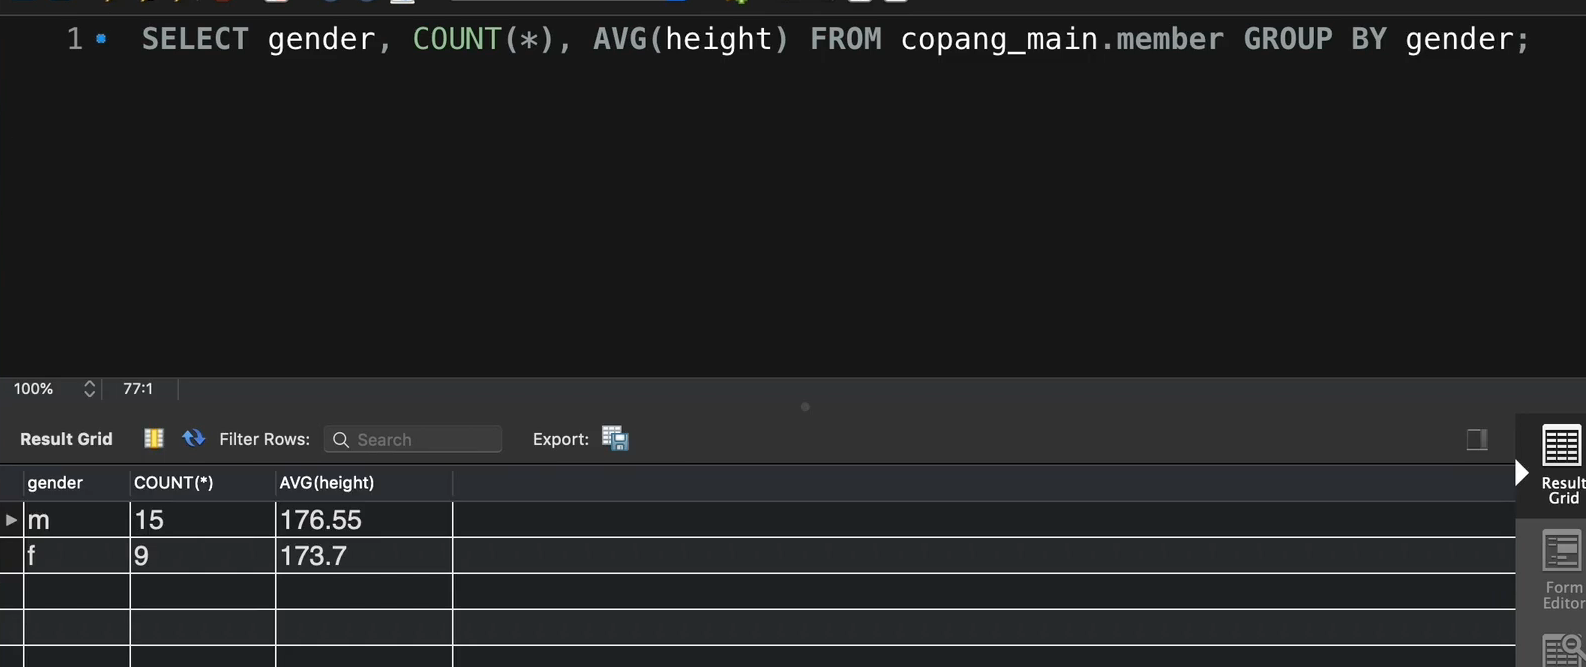 1 SELECT gender, COUNT(*), AVG(height) FROM copang_main.member GROUP BY gender;
100% 77:1
Result Grid Filter Rows: Search Export:
gender COUNT(*) AVG(height)
m 15 176.55
f 9 173.7
Result
Grid
Form
Editor